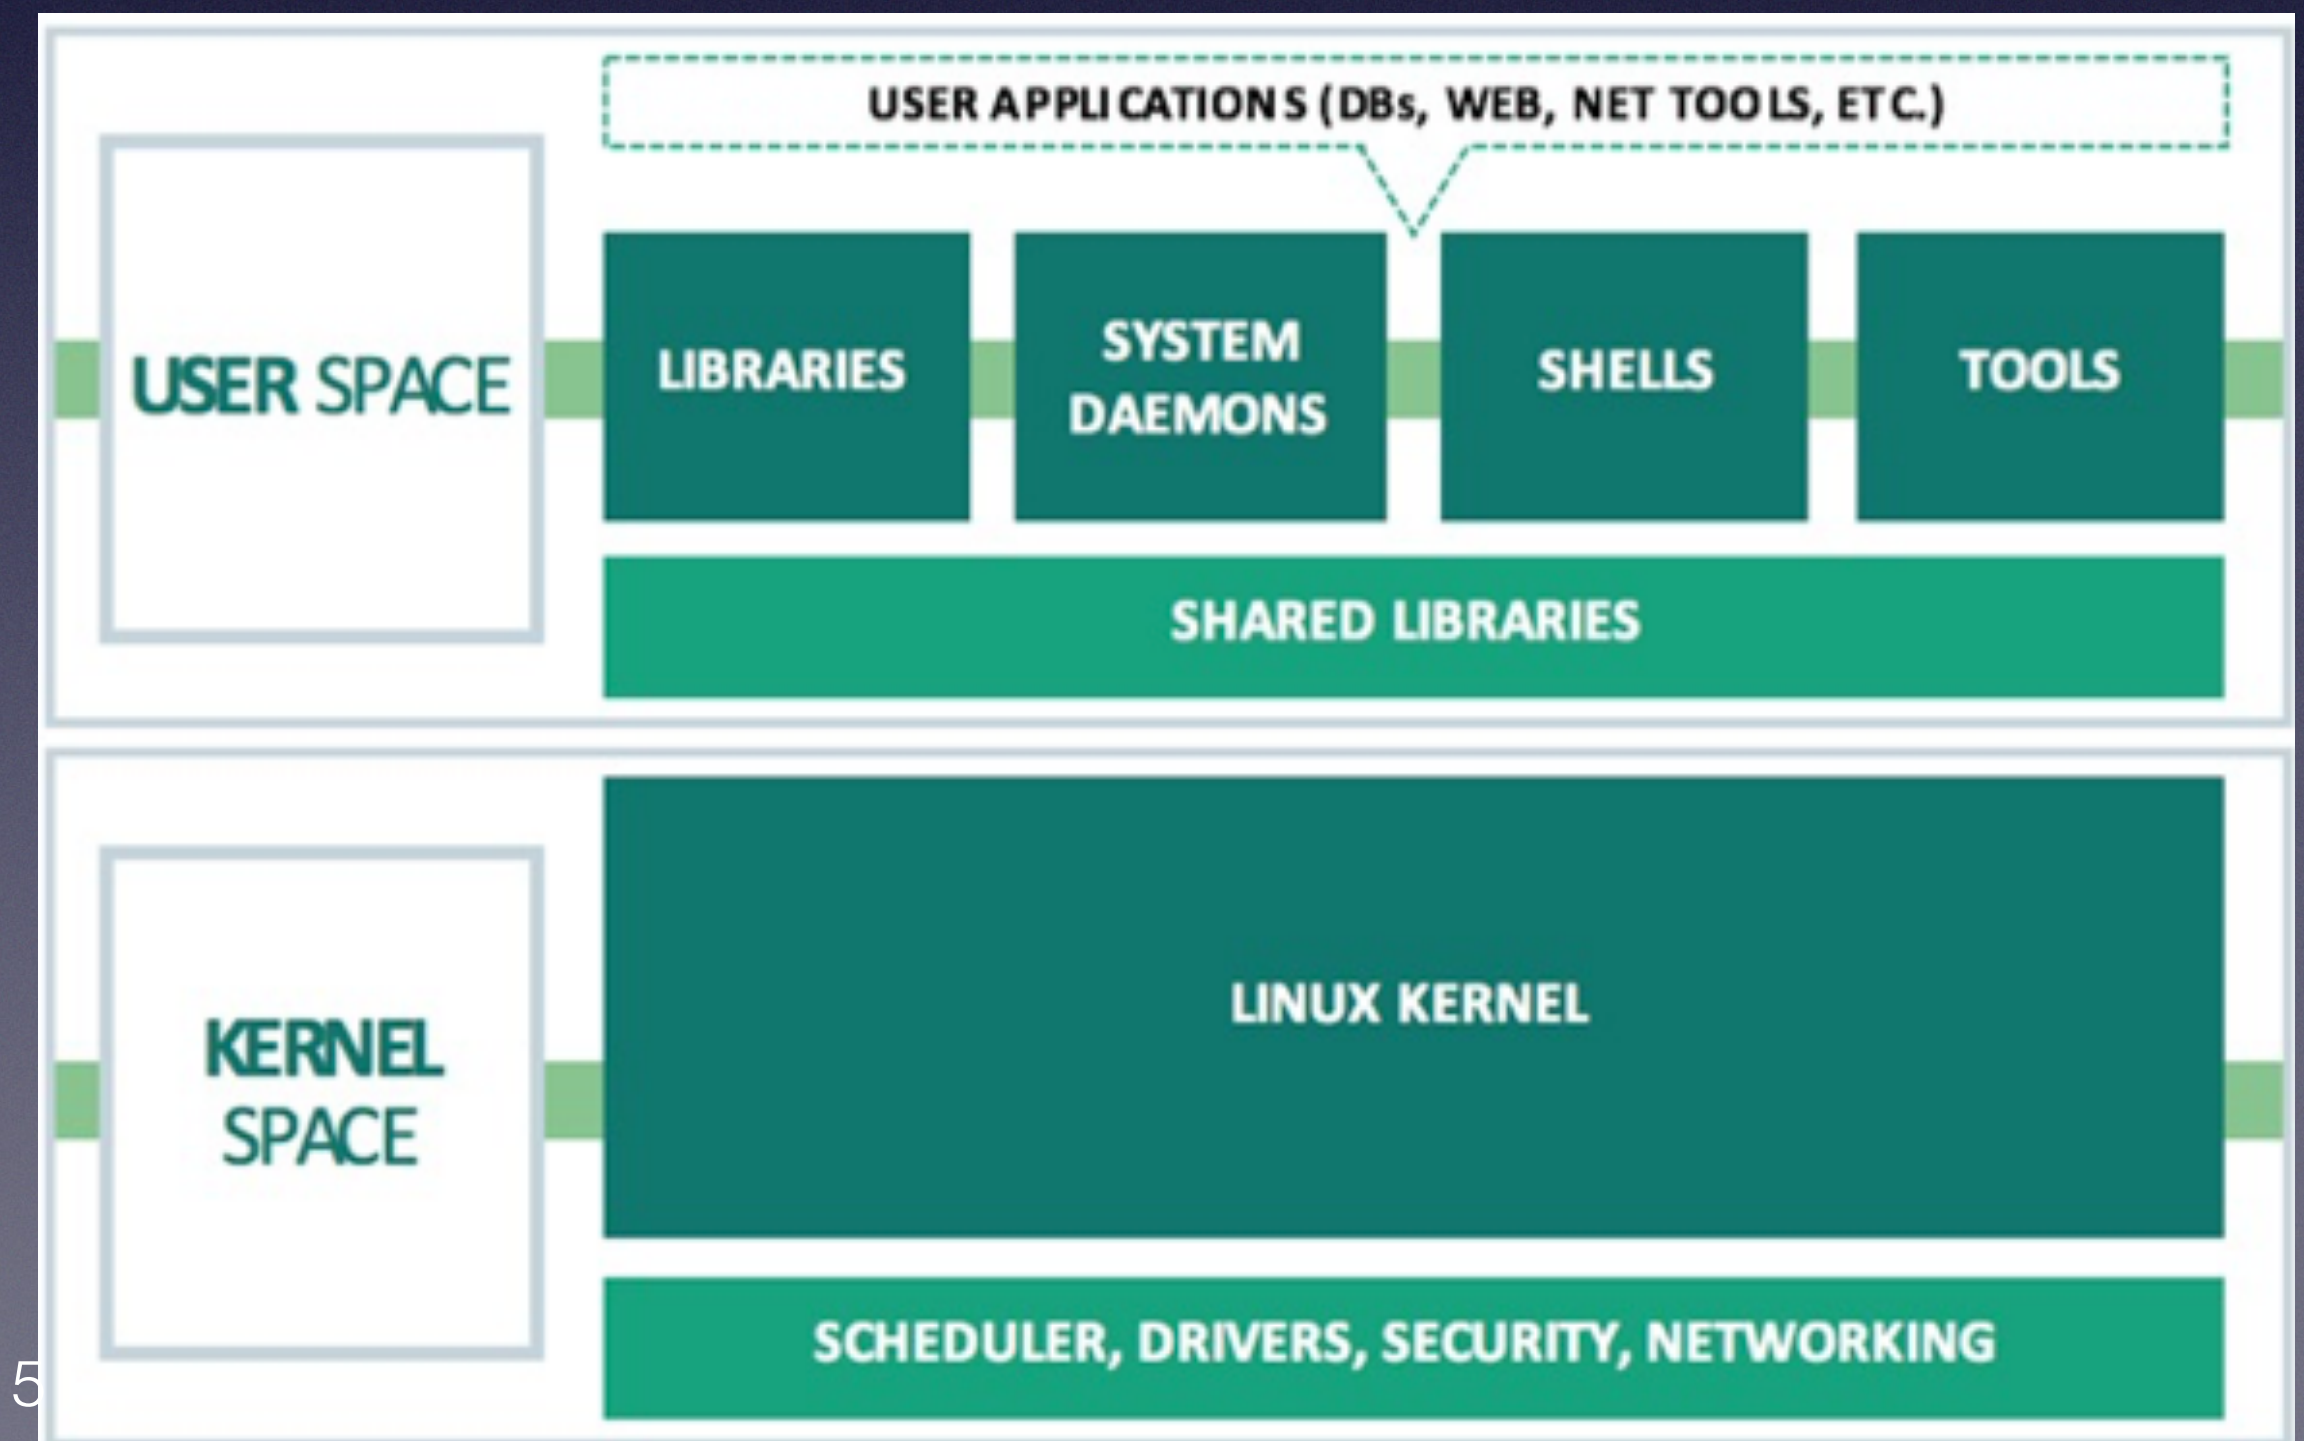 USER APPLICATIONS (DBs, WEB, NET TOOLS, ETC.)
USER SPACE
LIBRARIES
SYSTEM
DAEMONS
SHELLS
TOOLS
SHARED LIBRARIES
KERNEL
SPACE
LINUX KERNEL
SCHEDULER, DRIVERS, SECURITY, NETWORKING
5